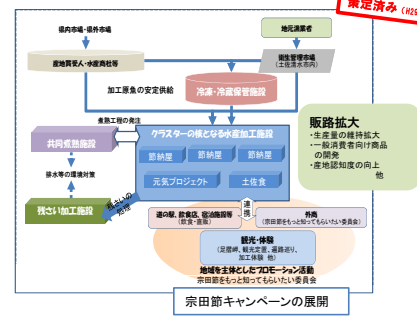 策定済み(H29
県内市場・県外市場
地元漁業者
産地買受人・水産商社等
衛生管理市場
(土佐清水市内)
加工原魚の安定供給
冷凍・冷蔵保管施設
煮熟工程の発注
販路拡大
・生産量の維持拡大
・一般消費者向け商品
の開発
・産地認知度の向上
他
共同煮熟施設
クラスターの核となる水産加工施設
節納屋
節納屋
節納屋
元気プロジェクト
土佐食
排水等の環境対策
残さいの処理
残さい加工施設
連携
道の駅、飲食店、宿泊施設等
(飲食・直販)
外商
(宗田節をもっと知ってもらいたい委員会)
観光・体験
(足摺岬、観光定置、遍路巡り、
加工体験 他)
地域を主体としたプロモーション活動
宗田節をもっと知ってもらいたい委員会
宗田節キャンペーンの展開